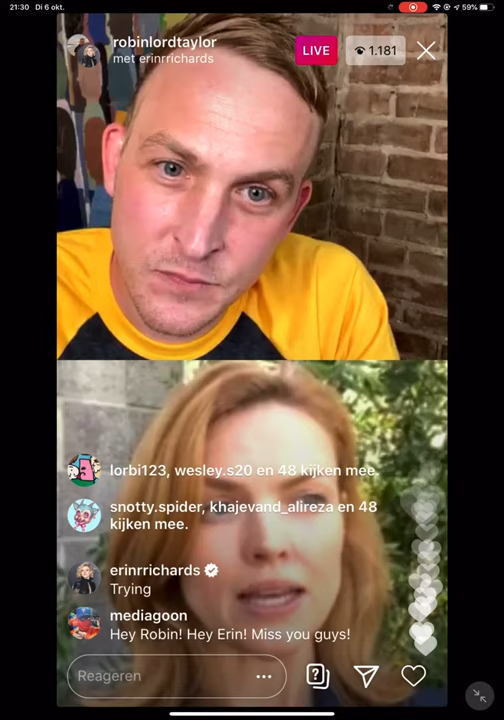 21:30 Di 6 okt.
59%
robinlordtaylor
met erinrrichards
LIVE
1.181
lorbi123, wesley.s20 en 48 kijken mee.
snotty.spider, khajevand_alireza en 48
kijken mee.
erinrrichards
Trying
mediagoon
Hey Robin! Hey Erin! Miss you guys!
Reageren